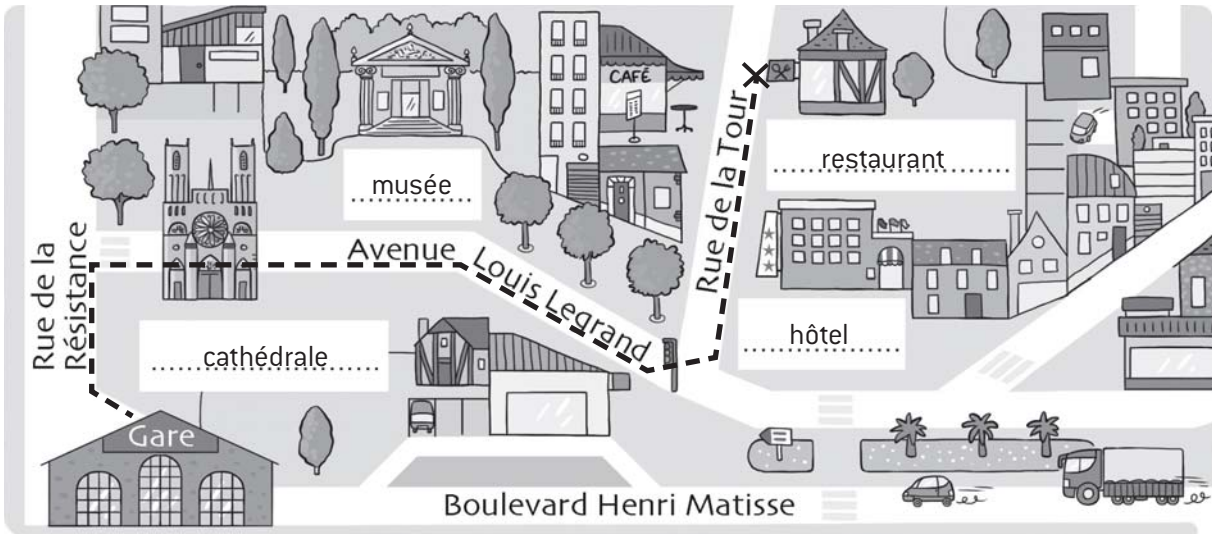 CAFÉ
musée
restaurant
Rue de la Tour
Rue de la
Résistance
Avenue Louis Legrand
cathédrale
hôtel
Gare
Boulevard Henri Matisse